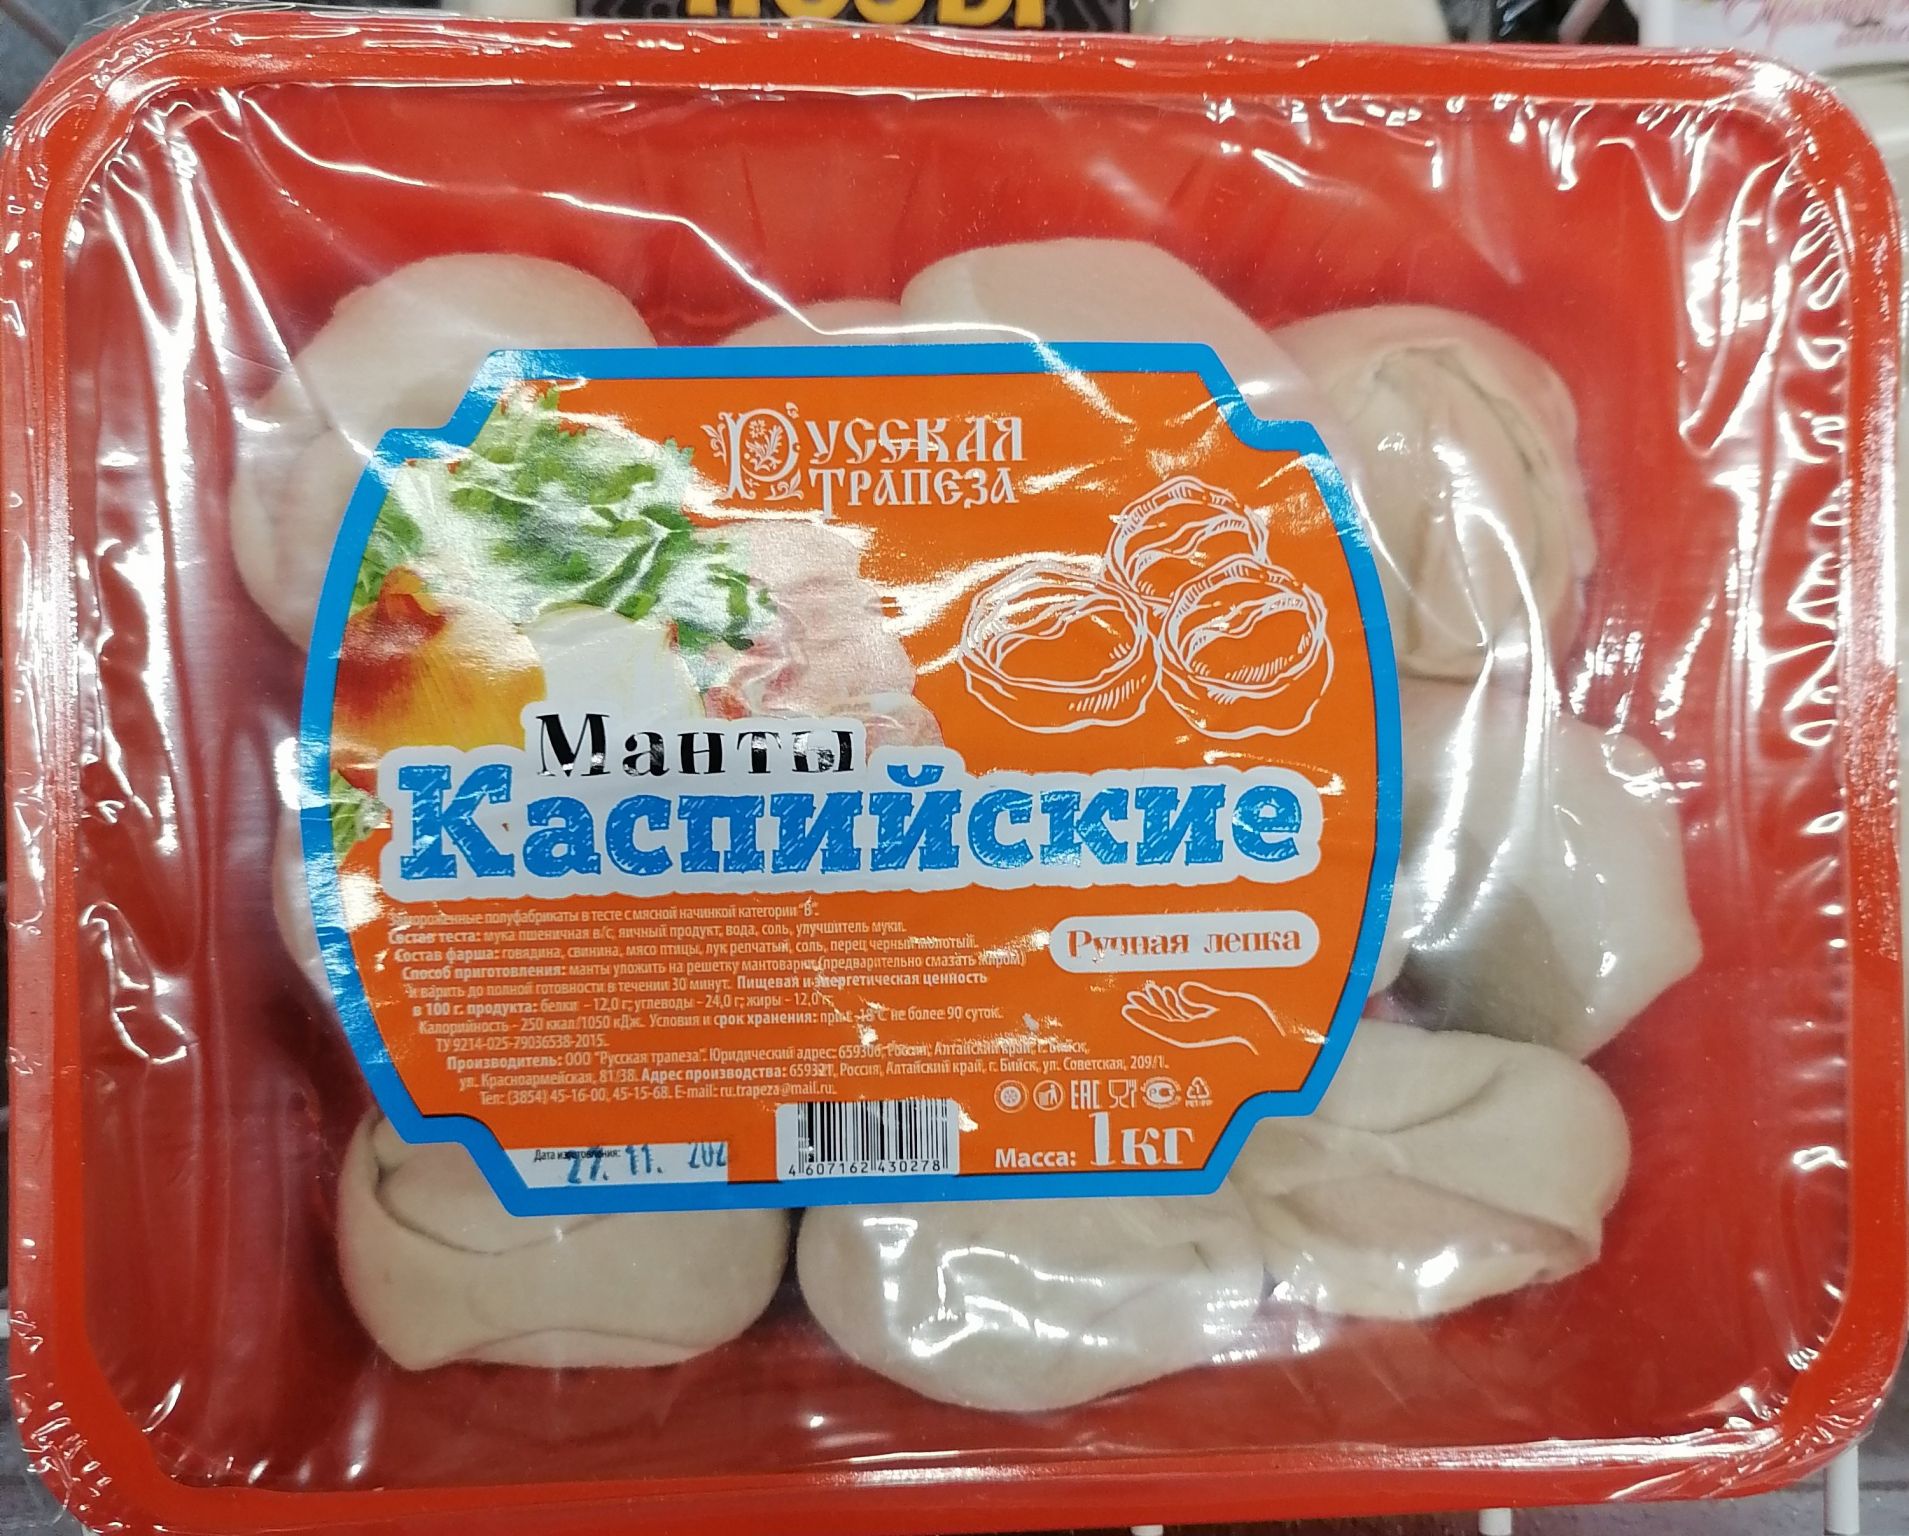 Русская
трапеза
Манты
Каспийские
Замороженные полуфабрикаты в тесте с мясной начинкой категории "В".
Состав теста: мука пшеничная в/с, яичный продукт, вода, соль, улучшитель муки.
Состав фарша: говядина, свинина, мясо птицы, лук репчатый, соль, перец черный молотый.
Способ приготовления: манты уложить на решетку мантоварки (предварительно смазать жиром)
и варить до полной готовности в течении 30 минут. Пищевая и энергетическая ценность
в 100 г. продукта: белки - 12,0 г; углеводы - 24,0 г; жиры - 12,0 г.
Калорийность - 250 ккал/1050 кДж. Условия и срок хранения: при t -18°С не более 90 суток.
ТУ 9214-025-79036538-2015.
Производитель: ООО "Русская трапеза". Юридический адрес: 659306, Россия, Алтайский край, г. Бийск,
ул. Красноармейская, 81/38. Адрес производства: 659321, Россия, Алтайский край, г. Бийск, ул. Советская, 209/1.
Тел.: (3854) 45-16-00, 45-15-68. E-mail: ru.trapeza@mail.ru.
Ручная лепка
EAC
Дата изготовления:
27. 11. 202
4 607162 430278
Масса: 1кг